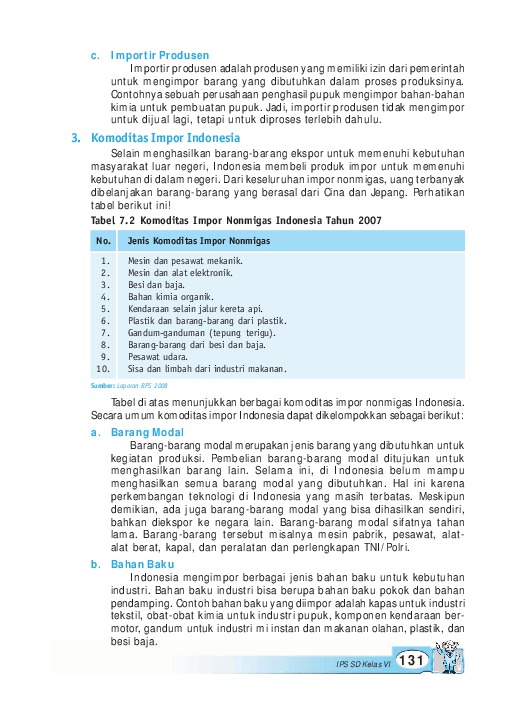 c. Importir Produsen
Importir produsen adalah produsen yang memiliki izin dari pemerintah
untuk mengimpor barang yang dibutuhkan dalam proses produksinya.
Contohnya sebuah perusahaan penghasil pupuk mengimpor bahan-bahan
kimia untuk pembuatan pupuk. Jadi, importir produsen tidak mengimpor
untuk dijual lagi, tetapi untuk diproses terlebih dahulu.
3. Komoditas Impor Indonesia
Selain menghasilkan barang-barang ekspor untuk memenuhi kebutuhan
masyarakat luar negeri, Indonesia membeli produk impor untuk memenuhi
kebutuhan di dalam negeri. Dari keseluruhan impor nonmigas, uang terbanyak
dibelanjakan barang-barang yang berasal dari Cina dan Jepang. Perhatikan
tabel berikut ini!
Tabel 7.2 Komoditas Impor Nonmigas Indonesia Tahun 2007
No. Jenis Komoditas Impor Nonmigas
1. Mesin dan pesawat mekanik.
2. Mesin dan alat elektronik.
3. Besi dan baja.
4. Bahan kimia organik.
5. Kendaraan selain jalur kereta api.
6. Plastik dan barang-barang dari plastik.
7. Gandum-ganduman (tepung terigu).
8. Barang-barang dari besi dan baja.
9. Pesawat udara.
10. Sisa dan limbah dari industri makanan.
Sumber: Laporan BPS 2008
Tabel di atas menunjukkan berbagai komoditas impor nonmigas Indonesia.
Secara umum komoditas impor Indonesia dapat dikelompokkan sebagai berikut:
a. Barang Modal
Barang-barang modal merupakan jenis barang yang dibutuhkan untuk
kegiatan produksi. Pembelian barang-barang modal ditujukan untuk
menghasilkan barang lain. Selama ini, di Indonesia belum mampu
menghasilkan semua barang modal yang dibutuhkan. Hal ini karena
perkembangan teknologi di Indonesia yang masih terbatas. Meskipun
demikian, ada juga barang-barang modal yang bisa dihasilkan sendiri,
bahkan diekspor ke negara lain. Barang-barang modal sifatnya tahan
lama. Barang-barang tersebut misalnya mesin pabrik, pesawat, alat-
alat berat, kapal, dan peralatan dan perlengkapan TNI/Polri.
b. Bahan Baku
Indonesia mengimpor berbagai jenis bahan baku untuk kebutuhan
industri. Bahan baku industri bisa berupa bahan baku pokok dan bahan
pendamping. Contoh bahan baku yang diimpor adalah kapas untuk industri
tekstil, obat-obat kimia untuk industri pupuk, komponen kendaraan ber-
motor, gandum untuk industri mi instan dan makanan olahan, plastik, dan
besi baja.
IPS SD Kelas VI 131